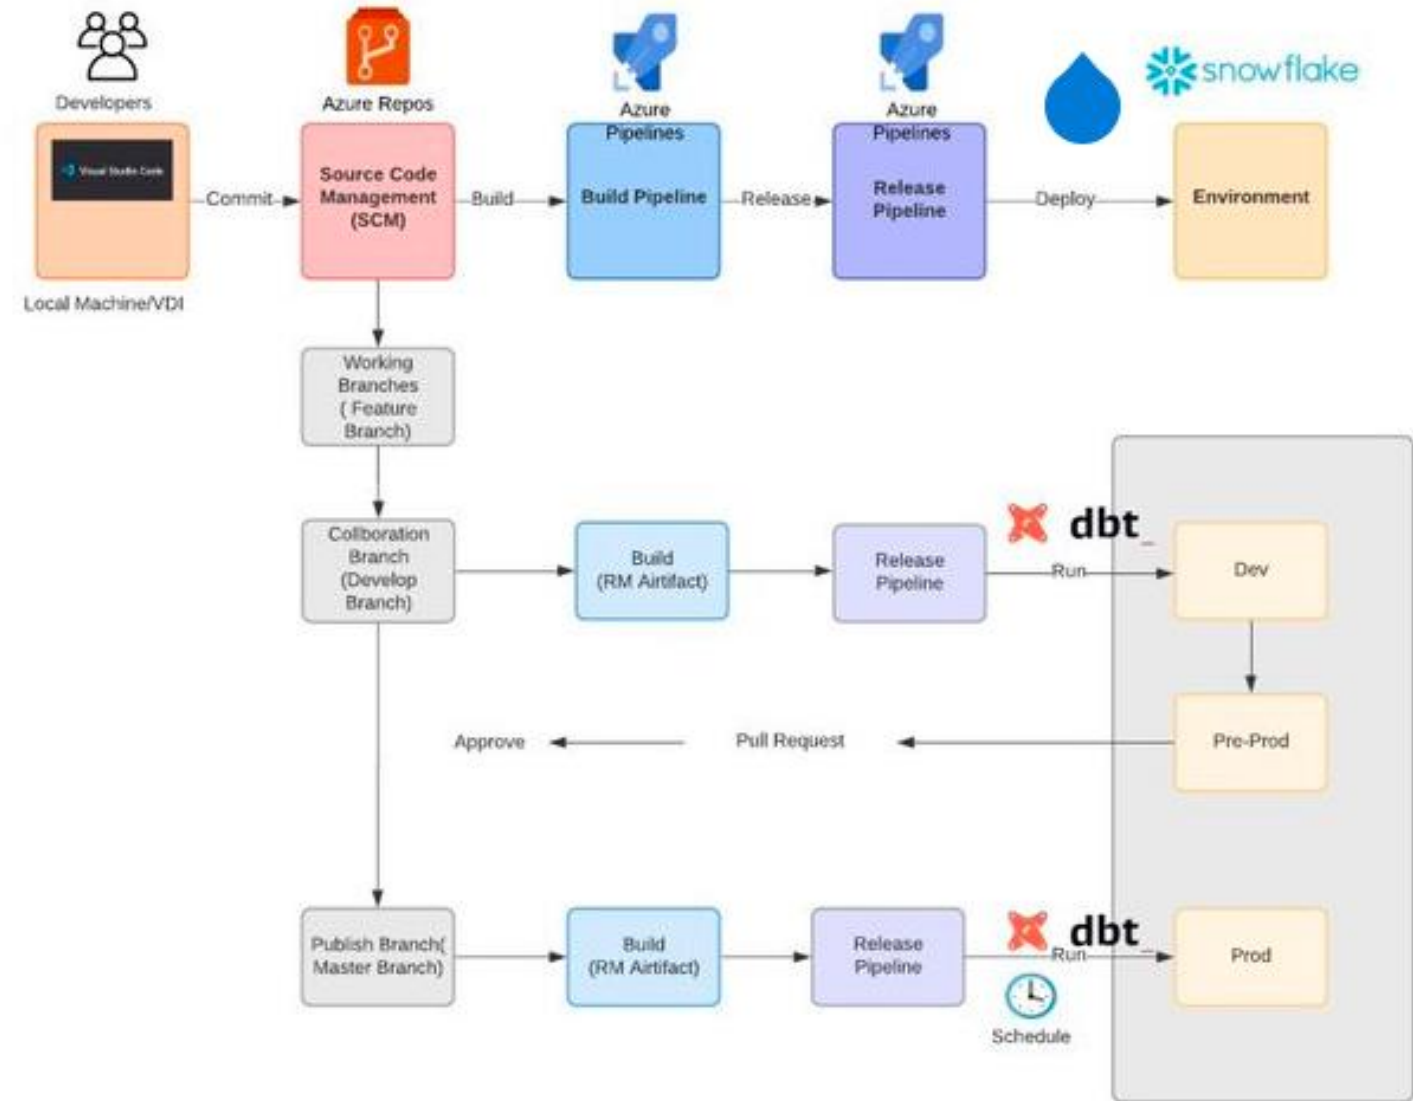 Developers
Azure Repos
Azure
Pipelines
Azure
Pipelines
snowflake
Visual Studio Code
Commit
Source Code
Management
(SCM)
Build
Build Pipeline
Release
Release
Pipeline
Deploy
Environment
Local Machine/VDI
Working
Branches
( Feature
Branch)
Collboration
Branch
(Develop
Branch)
Build
(RM Airtifact)
Release
Pipeline
dbt_
Run
Dev
Approve
Pull Request
Pre-Prod
Publish Branch(
Master Branch)
Build
(RM Airtifact)
Release
Pipeline
dbt_
Run
Schedule
Prod